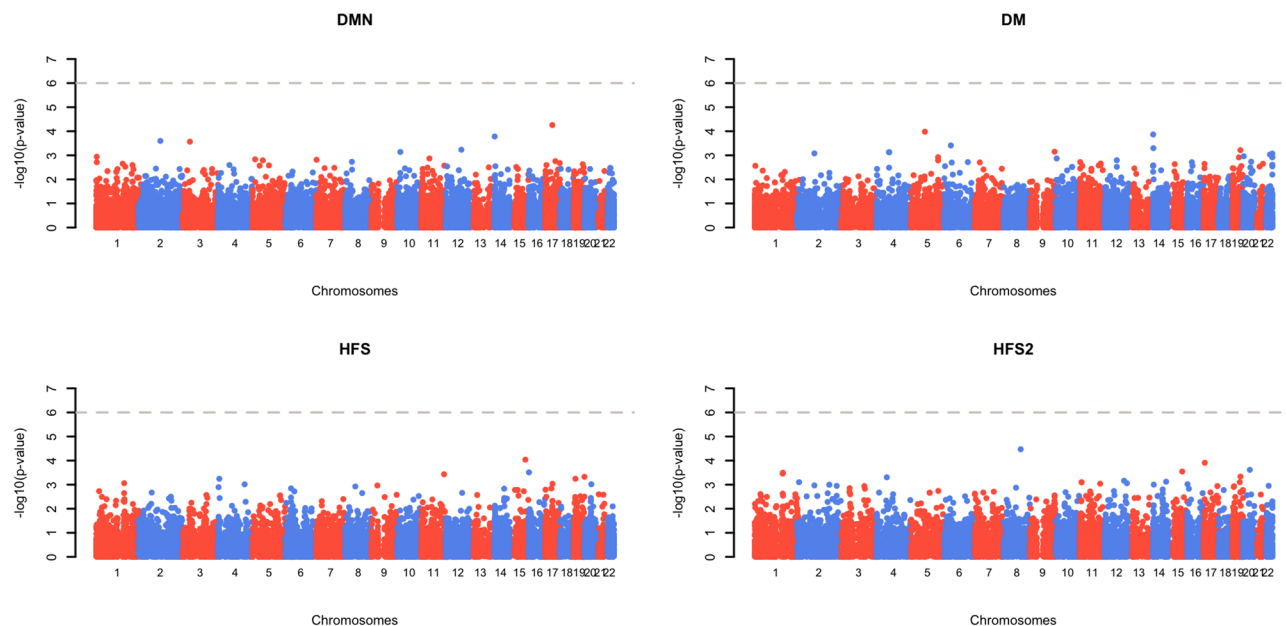 DMN
-log10(p-value)
0 1 2 3 4 5 6 7
1 2 3 4 5 6 7 8 9 10 11 12 13 14 15 16 17 18 19 20 21 22
Chromosomes
DM
-log10(p-value)
0 1 2 3 4 5 6 7
1 2 3 4 5 6 7 8 9 10 11 12 13 14 15 16 17 18 19 20 21 22
Chromosomes
HFS
-log10(p-value)
0 1 2 3 4 5 6 7
1 2 3 4 5 6 7 8 9 10 11 12 13 14 15 16 17 18 19 20 21 22
Chromosomes
HFS2
-log10(p-value)
0 1 2 3 4 5 6 7
1 2 3 4 5 6 7 8 9 10 11 12 13 14 15 16 17 18 19 20 21 22
Chromosomes